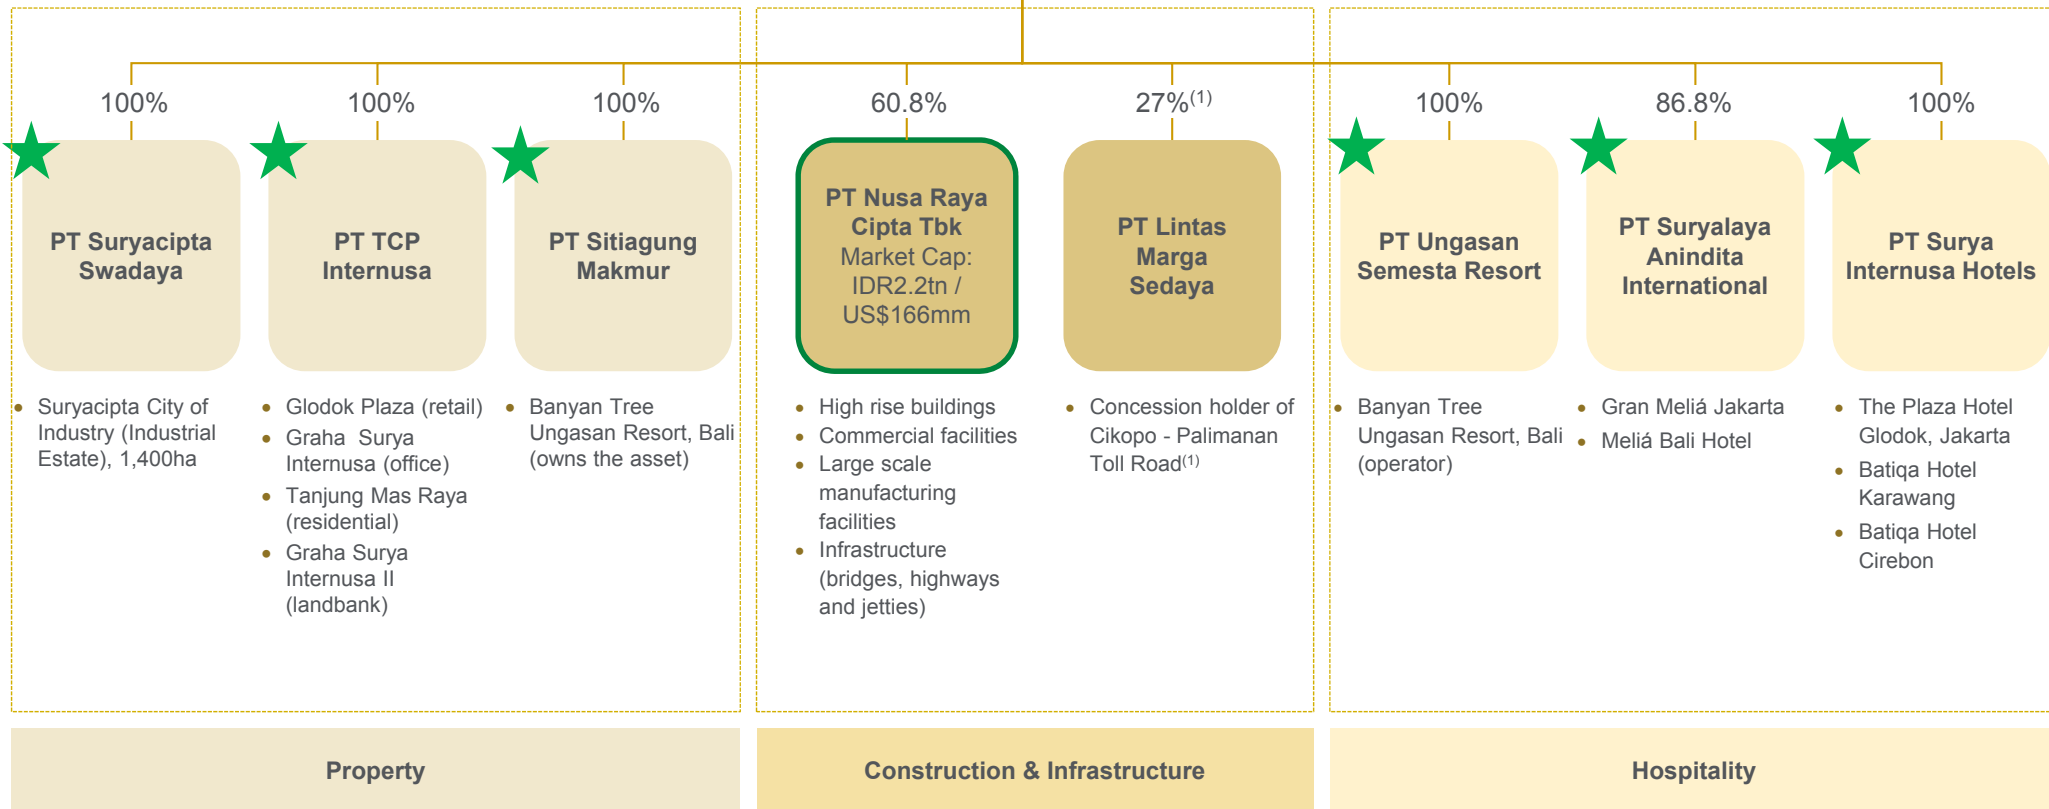 100%
100%
100%
60.8%
27%(1)
100%
86.8%
100%
PT Suryacipta
Swadaya
PT TCP
Internusa
PT Sitiagung
Makmur
PT Nusa Raya
Cipta Tbk
Market Cap:
IDR2.2tn /
US$166mm
PT Lintas
Marga
Sedaya
PT Ungasan
Semesta Resort
PT Suryalaya
Anindita
International
PT Surya
Internusa Hotels
• Suryacipta City of
Industry (Industrial
Estate), 1,400ha
• Glodok Plaza (retail)
• Graha Surya
Internusa (office)
• Tanjung Mas Raya
(residential)
• Graha Surya
Internusa II
(landbank)
• Banyan Tree
Ungasan Resort, Bali
(owns the asset)
• High rise buildings
• Commercial facilities
• Large scale
manufacturing
facilities
• Infrastructure
(bridges, highways
and jetties)
• Concession holder of
Cikopo - Palimanan
Toll Road(1)
• Banyan Tree
Ungasan Resort, Bali
(operator)
• Gran Meliá Jakarta
• Meliá Bali Hotel
• The Plaza Hotel
Glodok, Jakarta
• Batiqa Hotel
Karawang
• Batiqa Hotel
Cirebon
Property
Construction & Infrastructure
Hospitality